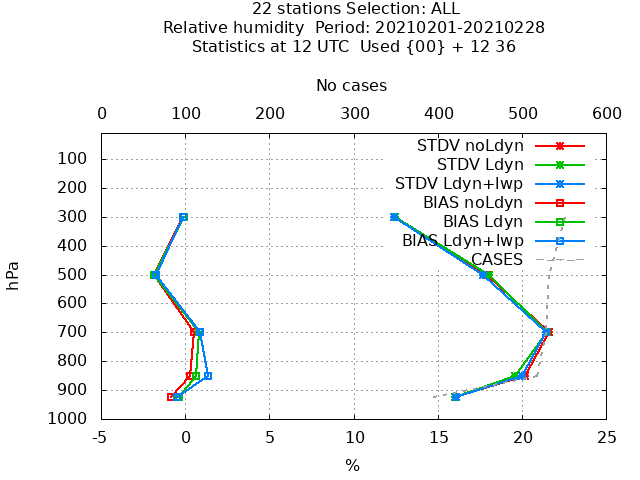 22 stations Selection: ALL
Relative humidity  Period: 20210201-20210228
Statistics at 12 UTC  Used {00} + 12 36
No cases
0 100 200 300 400 500 600
STDV noLdyn
STDV Ldyn
STDV Ldyn+lwp
BIAS noLdyn
BIAS Ldyn
BIAS Ldyn+lwp
CASES
hPa
100
200
300
400
500
600
700
800
900
1000
-5 0 5 10 15 20 25
%